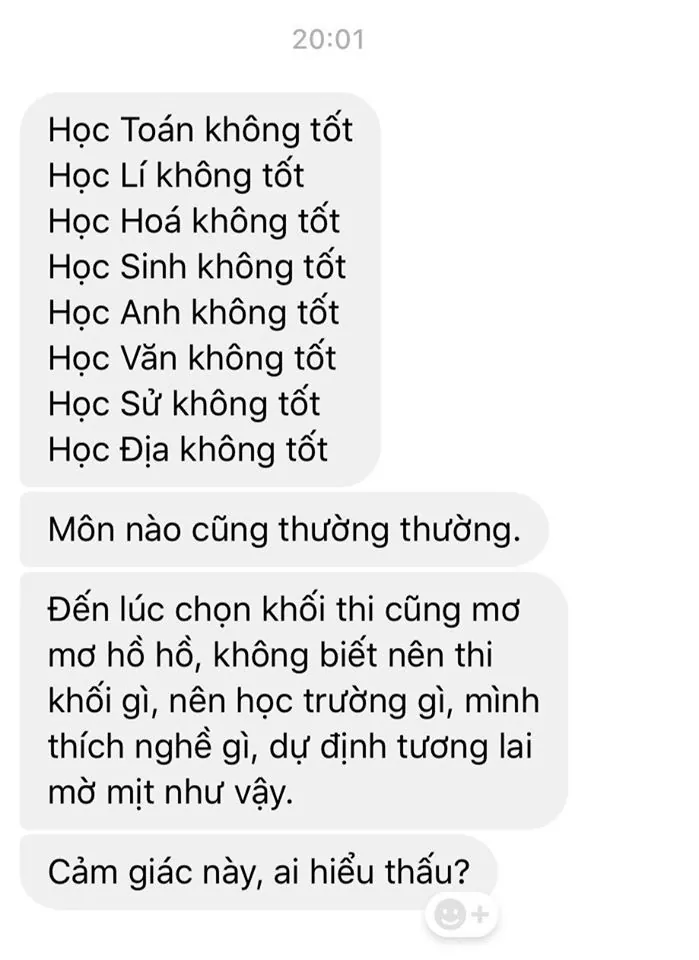 20:01
Học Toán không tốt
Học Lí không tốt
Học Hoá không tốt
Học Sinh không tốt
Học Anh không tốt
Học Văn không tốt
Học Sử không tốt
Học Địa không tốt
Môn nào cũng thường thường.
Đến lúc chọn khối thi cũng mơ
mơ hồ hồ, không biết nên thi
khối gì, nên học trường gì, mình
thích nghề gì, dự định tương lai
mờ mịt như vậy.
Cảm giác này, ai hiểu thấu?